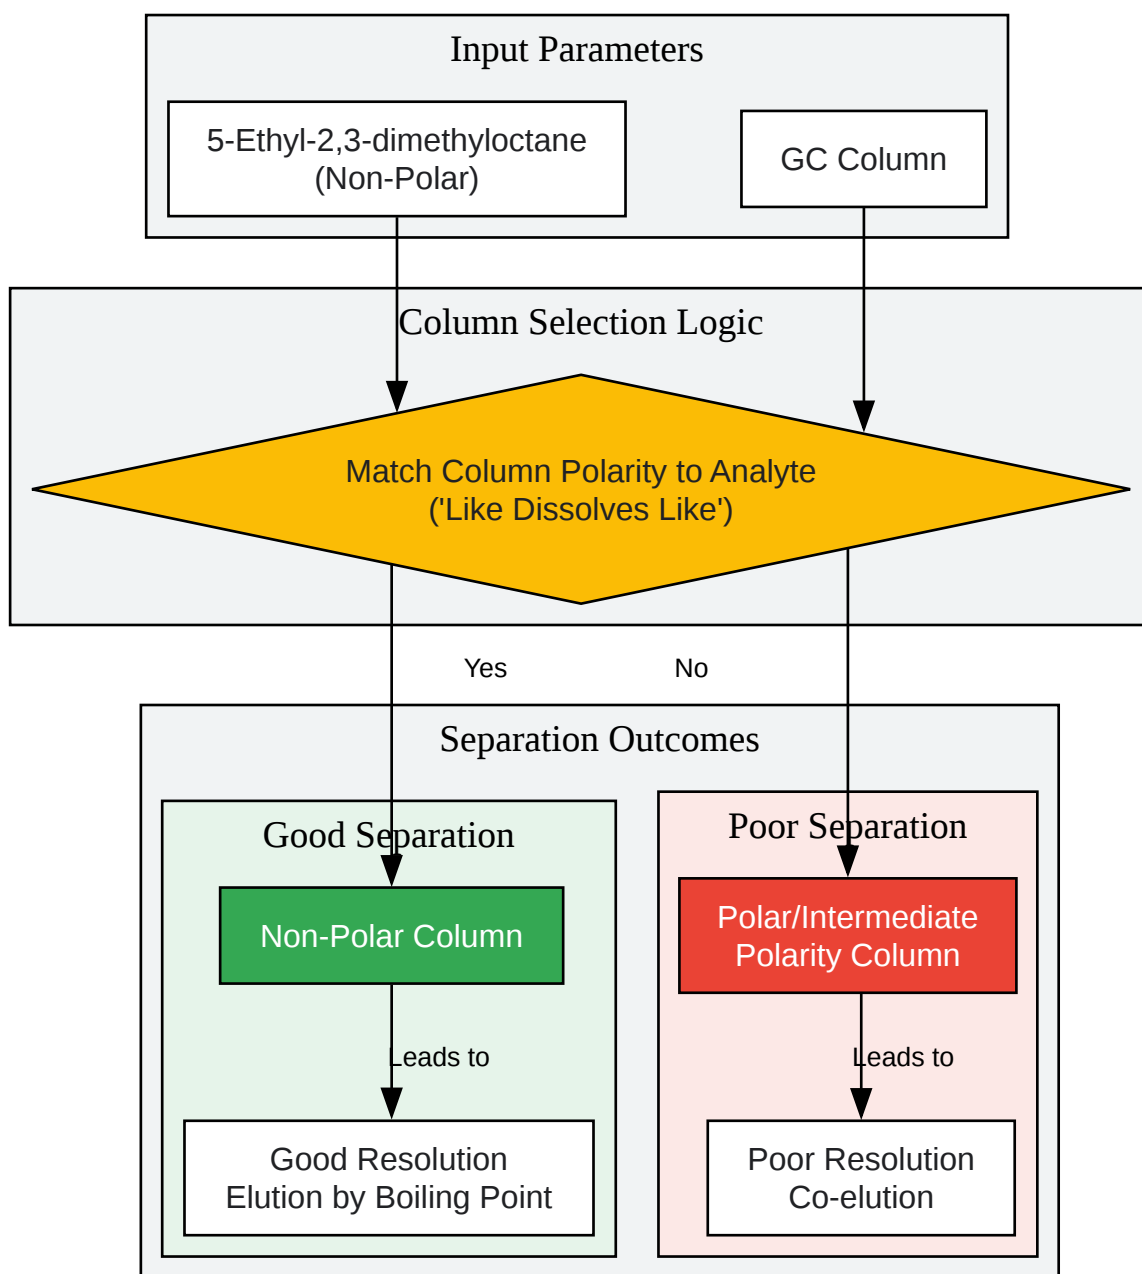 Input Parameters
5-Ethyl-2,3-dimethyloctane
(Non-Polar)
GC Column
Column Selection Logic
Match Column Polarity to Analyte
('Like Dissolves Like')
Yes
No
Separation Outcomes
Good Separation
Non-Polar Column
Leads to
Good Resolution
Elution by Boiling Point
Poor Separation
Polar/Intermediate
Polarity Column
Leads to
Poor Resolution
Co-elution